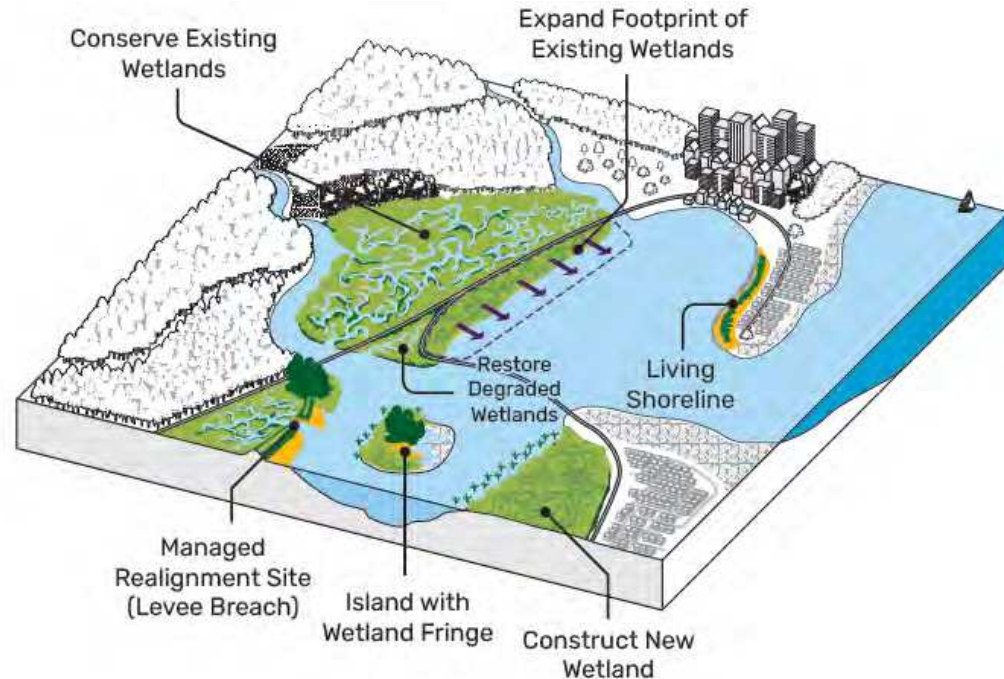 Conserve Existing
Wetlands
Expand Footprint of
Existing Wetlands
Restore
Degraded
Wetlands
Living
Shoreline
Managed
Realignment Site
(Levee Breach)
Island with
Wetland Fringe
Construct New
Wetland